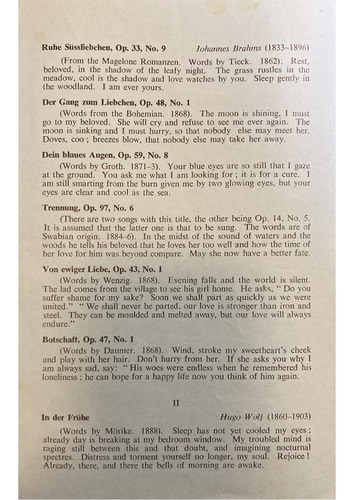 Ruhe Süssliebchen, Op. 33, No. 9 Johannes Brahms (1833–1896)
(From the Magelone Romanzen. Words by Tieck. 1862). Rest,
beloved, in the shadow of the leafy night. The grass rustles in the
meadow, cool is the shadow and love watches by you. Sleep gently in
the woodland. I am ever yours.
Der Gang zum Liebchen, Op. 48, No. 1
(Words from the Bohemian. 1868). The moon is shining, I must
go to my beloved. She will cry and refuse to see me ever again. The
moon is sinking and I must hurry, so that nobody else may meet her.
Doves, coo; breezes blow, that nobody else may take her away.
Dein blaues Augen, Op. 59, No. 8
(Words by Groth. 1871–3). Your blue eyes are so still that I gaze
at the ground. You ask me what I am looking for; it is for a cure. I
am still smarting from the burn given me by two glowing eyes, but your
eyes are clear and cool as the sea.
Trennung, Op. 97, No. 6
(There are two songs with this title, the other being Op. 14, No. 5.
It is assumed that the latter one is that to be sung. The words are of
Swabian origin. 1884–6). In the midst of the sound of waters and the
woods he tells his beloved that he loves her too well and how the time of
her love for him was beyond compare. May she now have a better fate.
Von ewiger Liebe, Op. 43, No. 1
(Words by Wenzig. 1868). Evening falls and the world is silent.
The lad comes from the village to see his girl home. He asks, “ Do you
suffer shame for my sake? Soon we shall part as quickly as we were
united.” “ We shall never be parted, our love is stronger than iron and
steel. They can be moulded and melted away, but our love will always
endure.”
Botschaft, Op. 47, No. 1
(Words by Daumer. 1868). Wind, stroke my sweetheart's cheek
and play with her hair. Don't hurry from her. If she asks you why I
am always sad, say: “ His woes were endless when he remembered his
loneliness; he can hope for a happy life now you think of him again.
II
In der Frühe Hugo Wolf (1860–1903)
(Words by Mörike. 1888). Sleep has not yet cooled my eyes;
already day is breaking at my bedroom window. My troubled mind is
raging still between this and that doubt, and imagining nocturnal
spectres. Distress and torment yourself no longer, my soul. Rejoice!
Already, there, and there the bells of morning are awake.